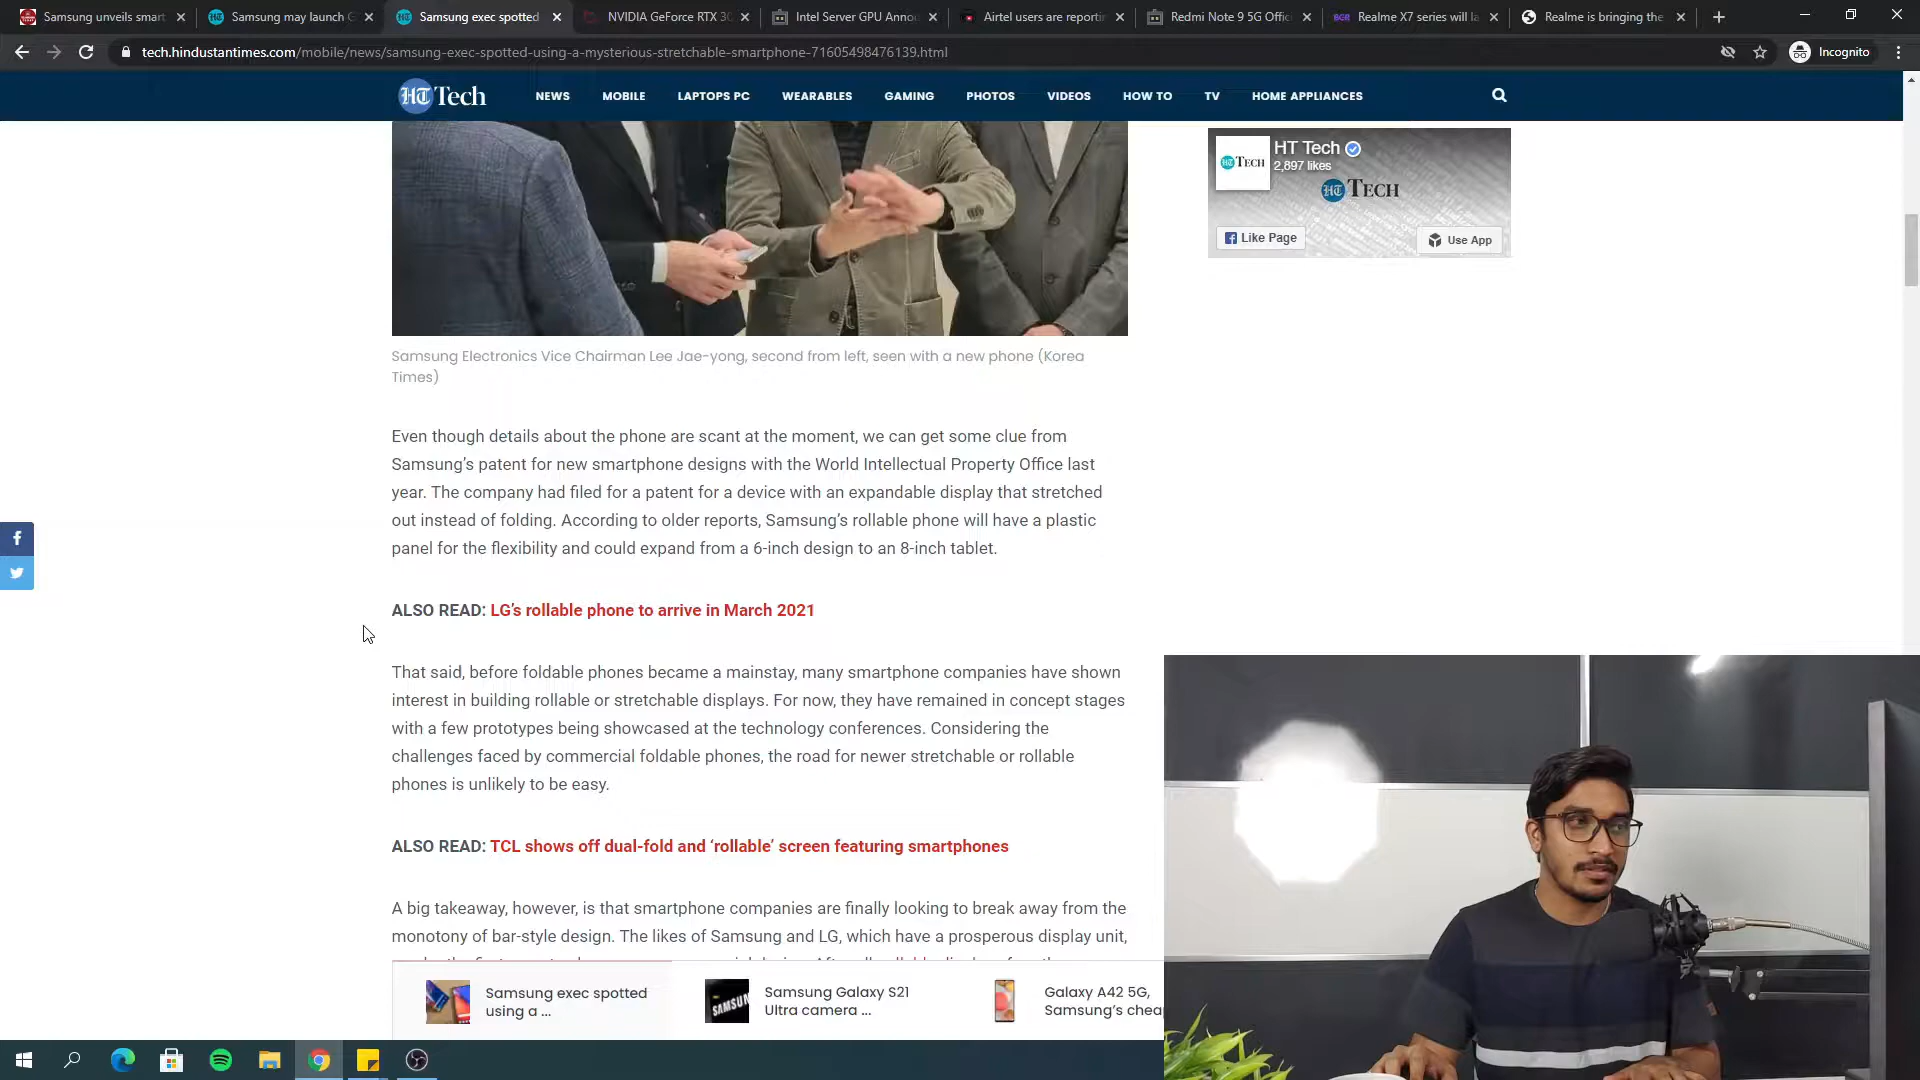 Samsung unveils smart
Samsung may launch G
Samsung exec spotted
NVIDIA GeForce RTX 30
Intel Server GPU Annou
Airtel users are reportin
Redmi Note 9 5G Offici
Realme X7 series will la
Realme is bringing the
tech.hindustantimes.com/mobile/news/samsung-exec-spotted-using-a-mysterious-stretchable-smartphone-71605498476139.html
Incognito
HT Tech
NEWS
MOBILE
LAPTOPS PC
WEARABLES
GAMING
PHOTOS
VIDEOS
HOW TO
TV
HOME APPLIANCES
HT Tech
2,897 likes
HT TECH
HT TECH
Like Page
Use App
Samsung Electronics Vice Chairman Lee Jae-yong, second from left, seen with a new phone (Korea
Times)
Even though details about the phone are scant at the moment, we can get some clue from
Samsung's patent for new smartphone designs with the World Intellectual Property Office last
year. The company had filed for a patent for a device with an expandable display that stretched
out instead of folding. According to older reports, Samsung's rollable phone will have a plastic
panel for the flexibility and could expand from a 6-inch design to an 8-inch tablet.
ALSO READ: LG's rollable phone to arrive in March 2021
That said, before foldable phones became a mainstay, many smartphone companies have shown
interest in building rollable or stretchable displays. For now, they have remained in concept stages
with a few prototypes being showcased at the technology conferences. Considering the
challenges faced by commercial foldable phones, the road for newer stretchable or rollable
phones is unlikely to be easy.
ALSO READ: TCL shows off dual-fold and 'rollable' screen featuring smartphones
A big takeaway, however, is that smartphone companies are finally looking to break away from the
monotony of bar-style design. The likes of Samsung and LG, which have a prosperous display unit,
Samsung exec spotted
using a ...
SAMSUN
Samsung Galaxy S21
Ultra camera ...
Galaxy A42 5G,
Samsung's cheap